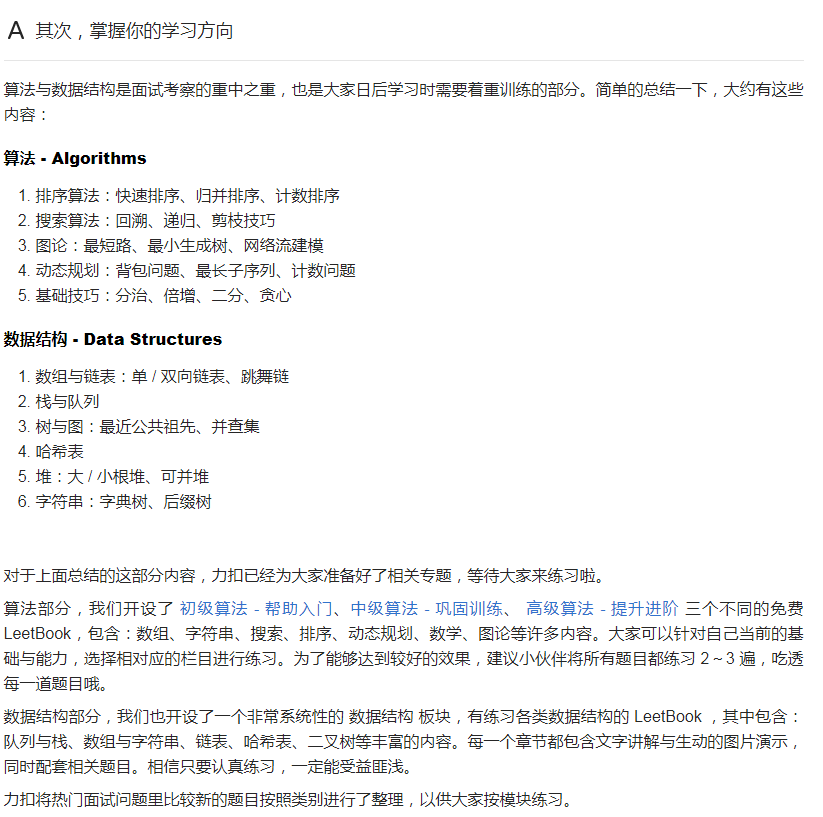 A 其次，掌握你的学习方向
算法与数据结构是面试考察的重中之重，也是大家日后学习时需要着重训练的部分。简单的总结一下，大约有这些
内容：
算法 - Algorithms
1. 排序算法：快速排序、归并排序、计数排序
2. 搜索算法：回溯、递归、剪枝技巧
3. 图论：最短路、最小生成树、网络流建模
4. 动态规划：背包问题、最长子序列、计数问题
5. 基础技巧：分治、倍增、二分、贪心
数据结构 - Data Structures
1. 数组与链表：单 / 双向链表、跳舞链
2. 栈与队列
3. 树与图：最近公共祖先、并查集
4. 哈希表
5. 堆：大 / 小根堆、可并堆
6. 字符串：字典树、后缀树
对于上面总结的这部分内容，力扣已经为大家准备好了相关专题，等待大家来练习啦。
算法部分，我们开设了 初级算法 - 帮助入门、中级算法 - 巩固训练、 高级算法 - 提升进阶 三个不同的免费
LeetBook，包含：数组、字符串、搜索、排序、动态规划、数学、图论等许多内容。大家可以针对自己当前的基
础与能力，选择相对应的栏目进行练习。为了能够达到较好的效果，建议小伙伴将所有题目都练习 2～3 遍，吃透
每一道题目哦。
数据结构部分，我们也开设了一个非常系统性的 数据结构 板块，有练习各类数据结构的 LeetBook ，其中包含：
队列与栈、数组与字符串、链表、哈希表、二叉树等丰富的内容。每一个章节都包含文字讲解与生动的图片演示，
同时配套相关题目。相信只要认真练习，一定能受益匪浅。
力扣将热门面试问题里比较新的题目按照类别进行了整理，以供大家按模块练习。